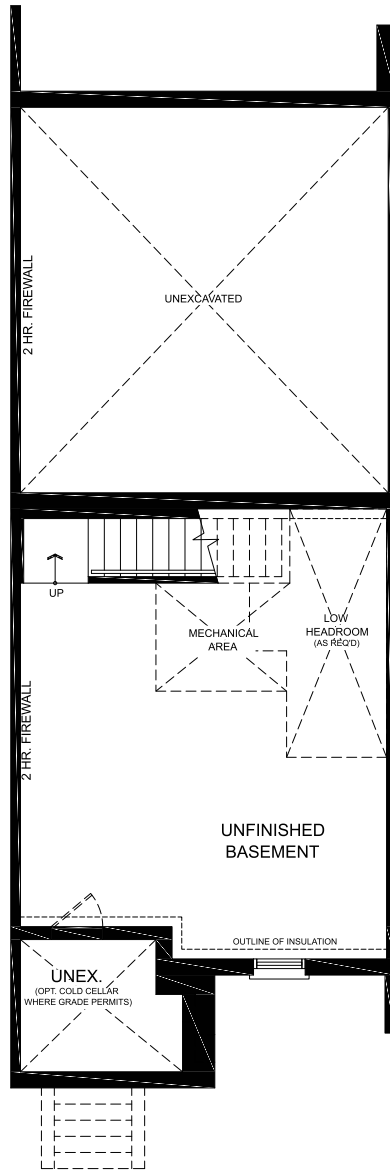 2 HR. FIREWALL
UNEXCAVATED
UP
MECHANICAL
AREA
LOW
HEADROOM
(AS REQ'D)
2 HR. FIREWALL
UNFINISHED
BASEMENT
OUTLINE OF INSULATION
UNEX.
(OPT. COLD CELLAR
WHERE GRADE PERMITS)